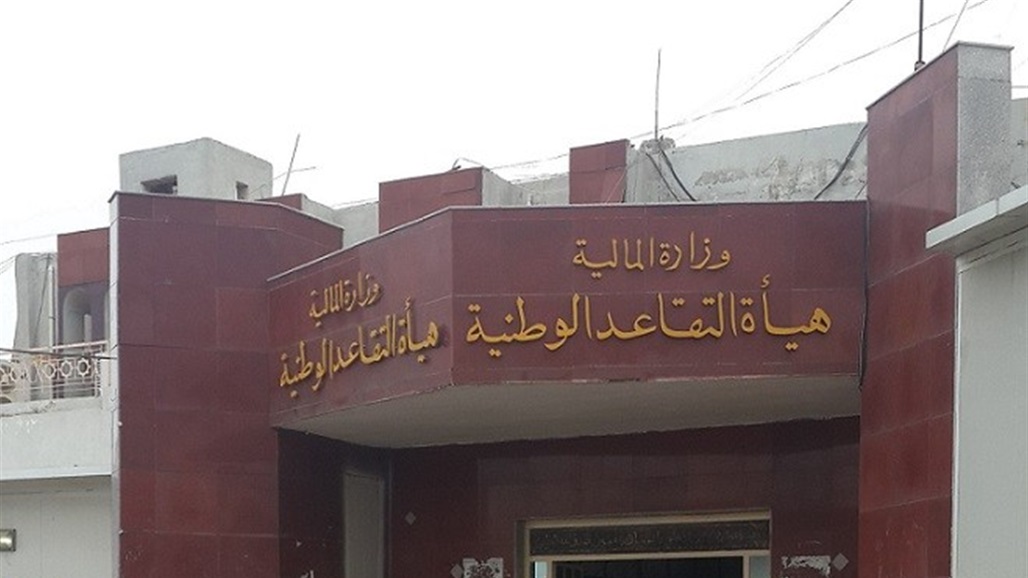 وزارة المالية
هيأة التقاعد الوطنية
وزارة المالية
هيأة التقاعد الوطنية